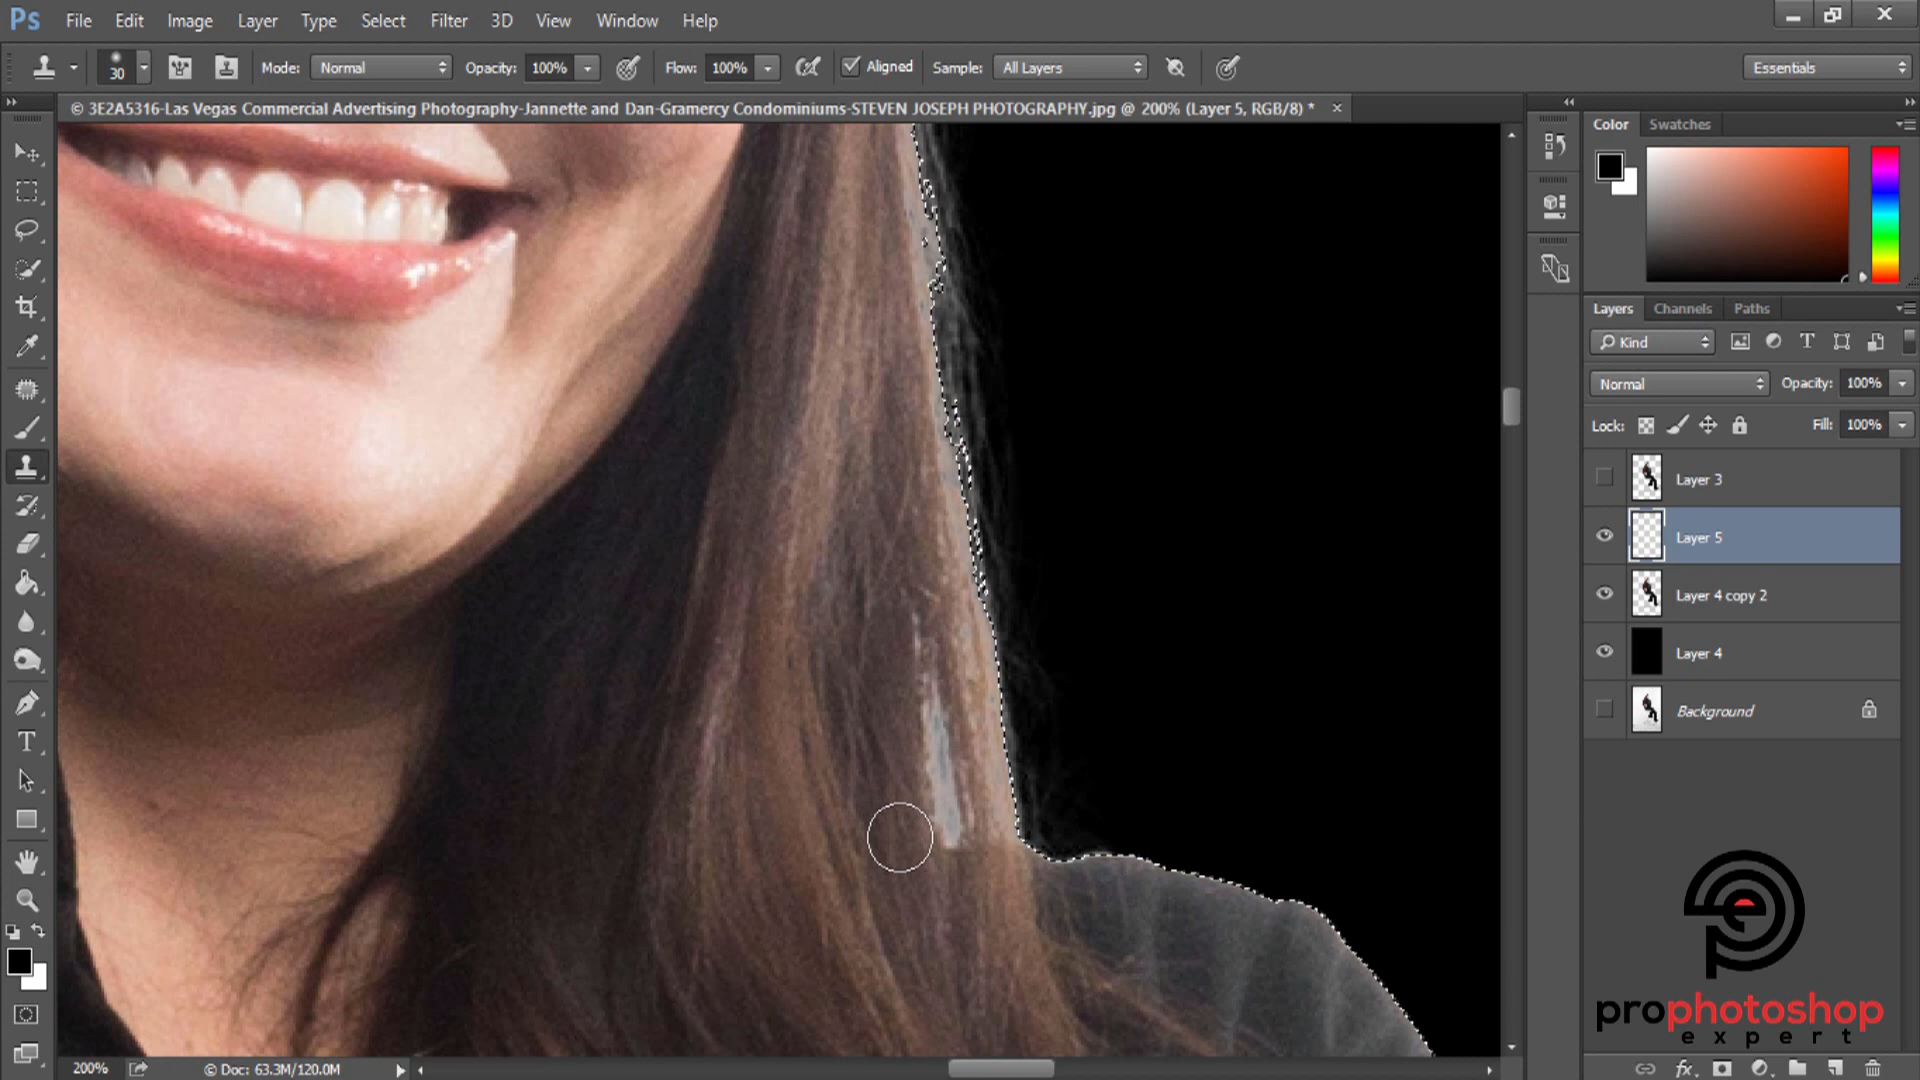 Ps File Edit Image Layer Type Select Filter 3D View Window Help
30 Mode: Normal Opacity: 100% Flow: 100% Aligned Sample: All Layers Essentials
© 3E2A5316-Las Vegas Commercial Advertising Photography-Jannette and Dan-Gramercy Condominiums-STEVEN JOSEPH PHOTOGRAPHY.jpg @ 200% (Layer 5, RGB/8) * ×
Color Swatches
Layers Channels Paths
Kind
Normal Opacity: 100%
Lock: Fill: 100%
Layer 3
Layer 5
Layer 4 copy 2
Layer 4
Background
prophotoshop
expert
200% © Doc: 63.3M/120.0M